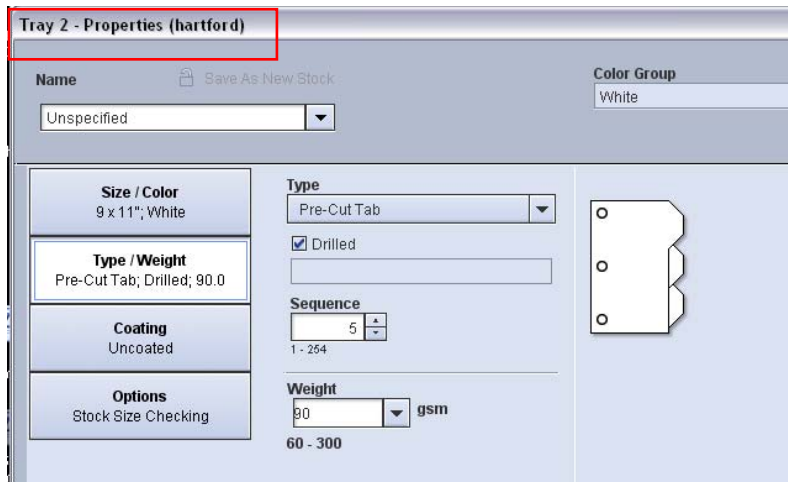 Tray 2 - Properties (hartford)
Name
Save As New Stock
Color Group
Unspecified
White
Size / Color
9 x 11"; White
Type / Weight
Pre-Cut Tab; Drilled; 90.0
Coating
Uncoated
Options
Stock Size Checking
Type
Pre-Cut Tab
Drilled
Sequence
5
1 - 254
Weight
90 gsm
60 - 300